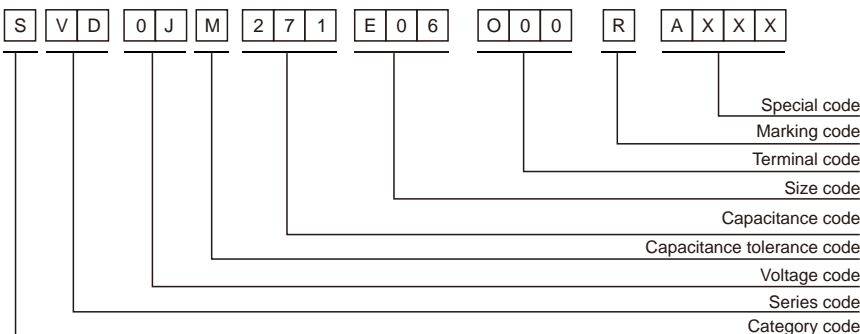 S V D 0 J M 2 7 1 E 0 6 O 0 0 R A X X X
Special code
Marking code
Terminal code
Size code
Capacitance code
Capacitance tolerance code
Voltage code
Series code
Category code